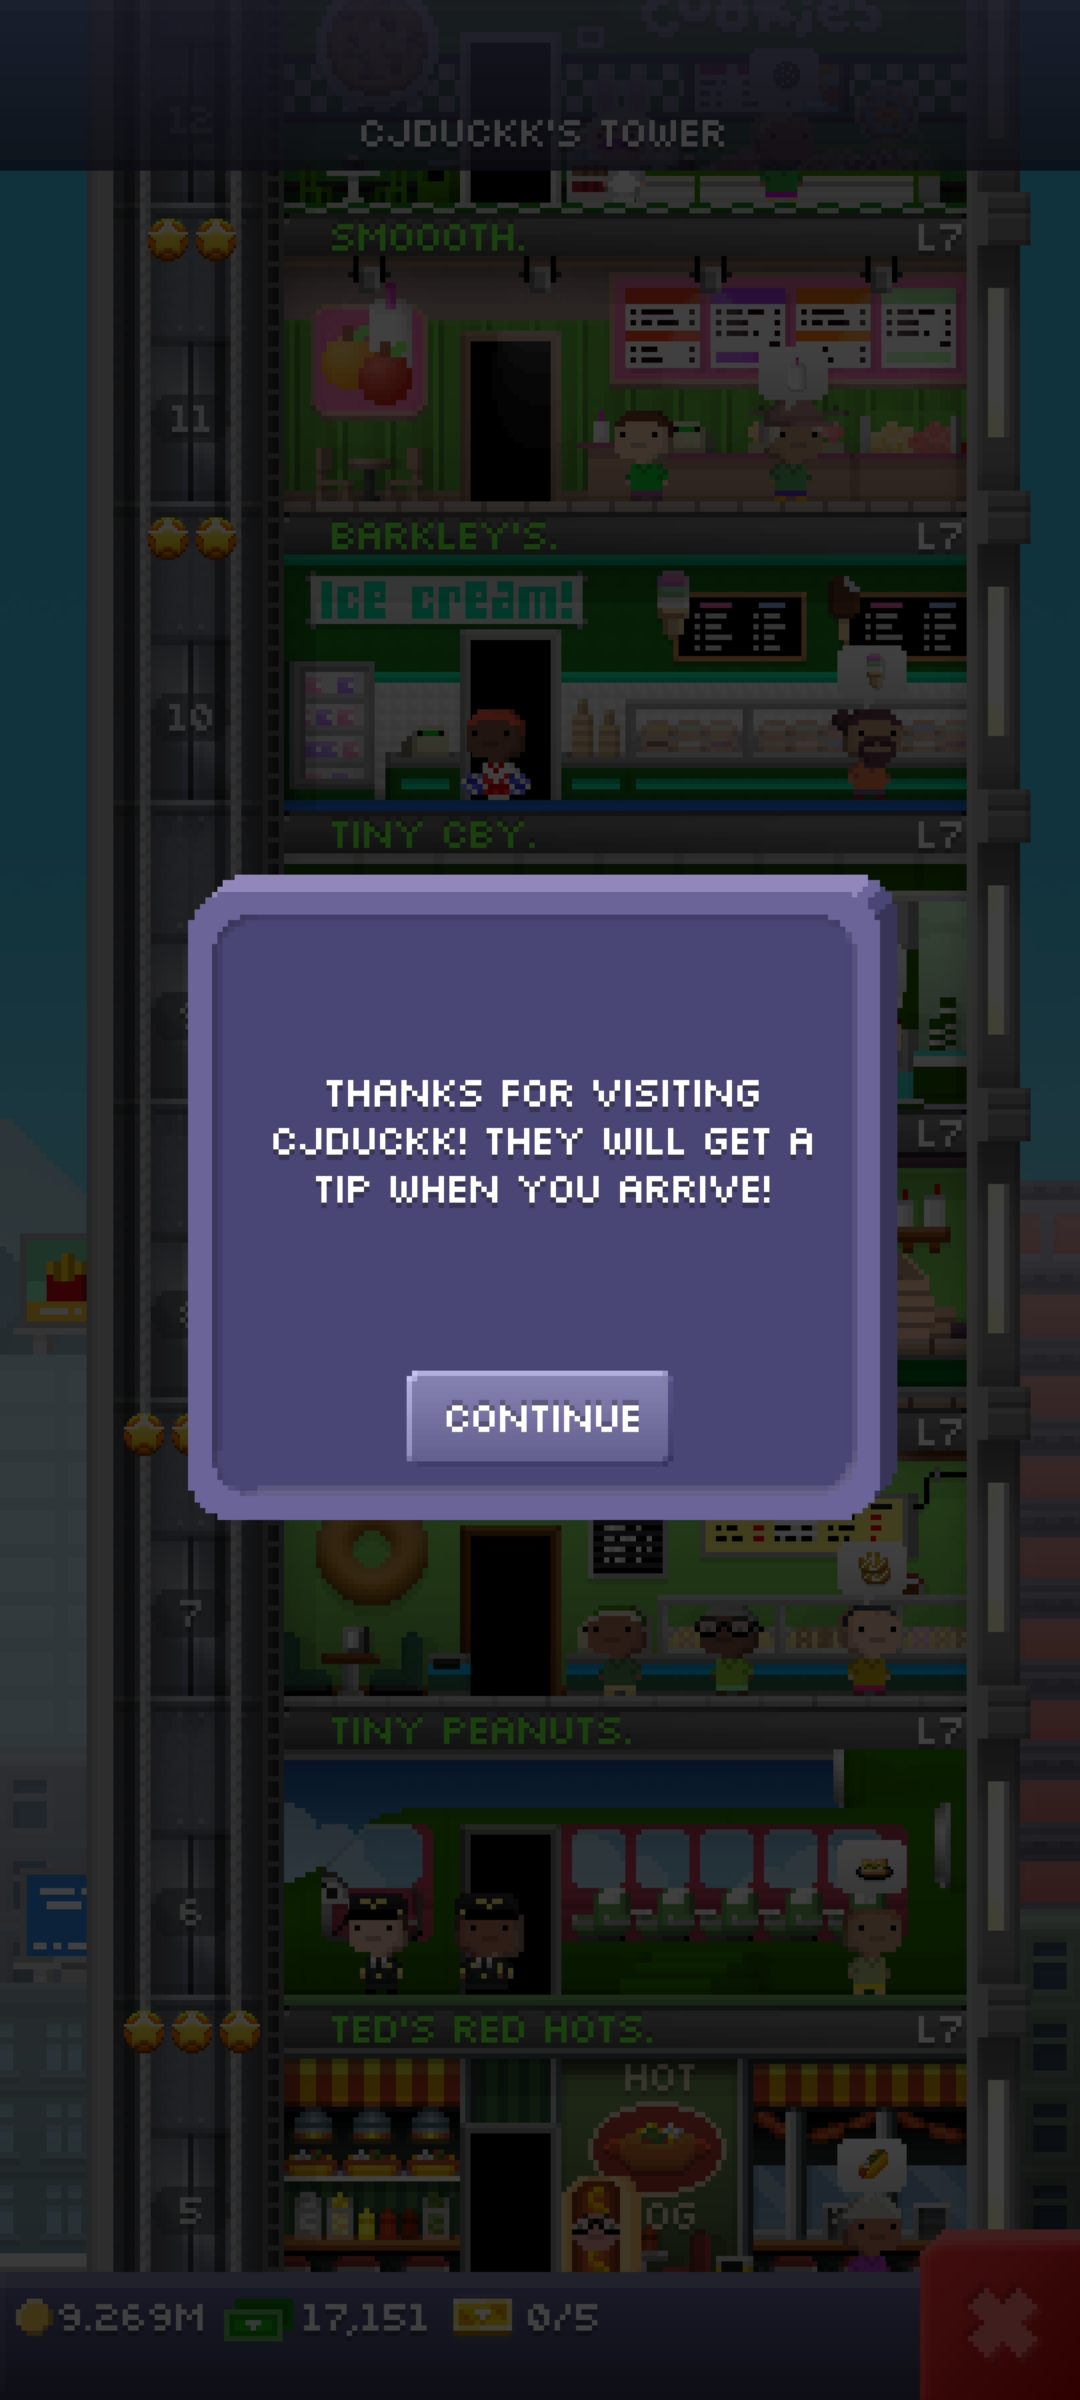 cookies
12
CJDUCKK'S TOWER
SMOOOTH. L7
11
BARKLEY'S. L7
Ice cream!
10
TINY CBY. L7
L7
THANKS FOR VISITING
CJDUCKK! THEY WILL GET A
TIP WHEN YOU ARRIVE!
CONTINUE
L7
7
TINY PEANUTS. L7
6
TED'S RED HOTS. L7
HOT
5
9.269M 17,151 0/5